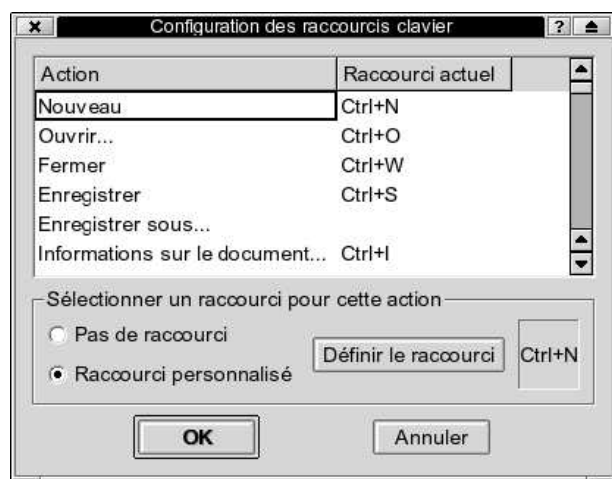 Configuration des raccourcis clavier ?
Action Raccourci actuel
Nouveau Ctrl+N
Ouvrir... Ctrl+O
Fermer Ctrl+W
Enregistrer Ctrl+S
Enregistrer sous...
Informations sur le document... Ctrl+I
Sélectionner un raccourci pour cette action
Pas de raccourci
Définir le raccourci Ctrl+N
Raccourci personnalisé
OK Annuler